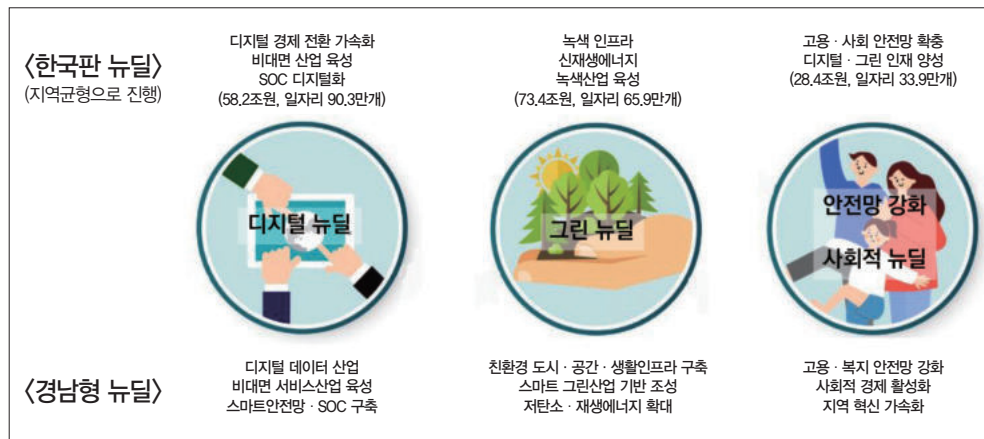 〈한국판 뉴딜〉
(지역균형으로 진행)
디지털 경제 전환 가속화
비대면 산업 육성
SOC 디지털화
(58.2조원, 일자리 90.3만개)
녹색 인프라
신재생에너지
녹색산업 육성
(73.4조원, 일자리 65.9만개)
고용 · 사회 안전망 확충
디지털 · 그린 인재 양성
(28.4조원, 일자리 33.9만개)
디지털 뉴딜
그린 뉴딜
안전망 강화
사회적 뉴딜
〈경남형 뉴딜〉
디지털 데이터 산업
비대면 서비스산업 육성
스마트안전망 · SOC 구축
친환경 도시 · 공간 · 생활인프라 구축
스마트 그린산업 기반 조성
저탄소 · 재생에너지 확대
고용 · 복지 안전망 강화
사회적 경제 활성화
지역 혁신 가속화